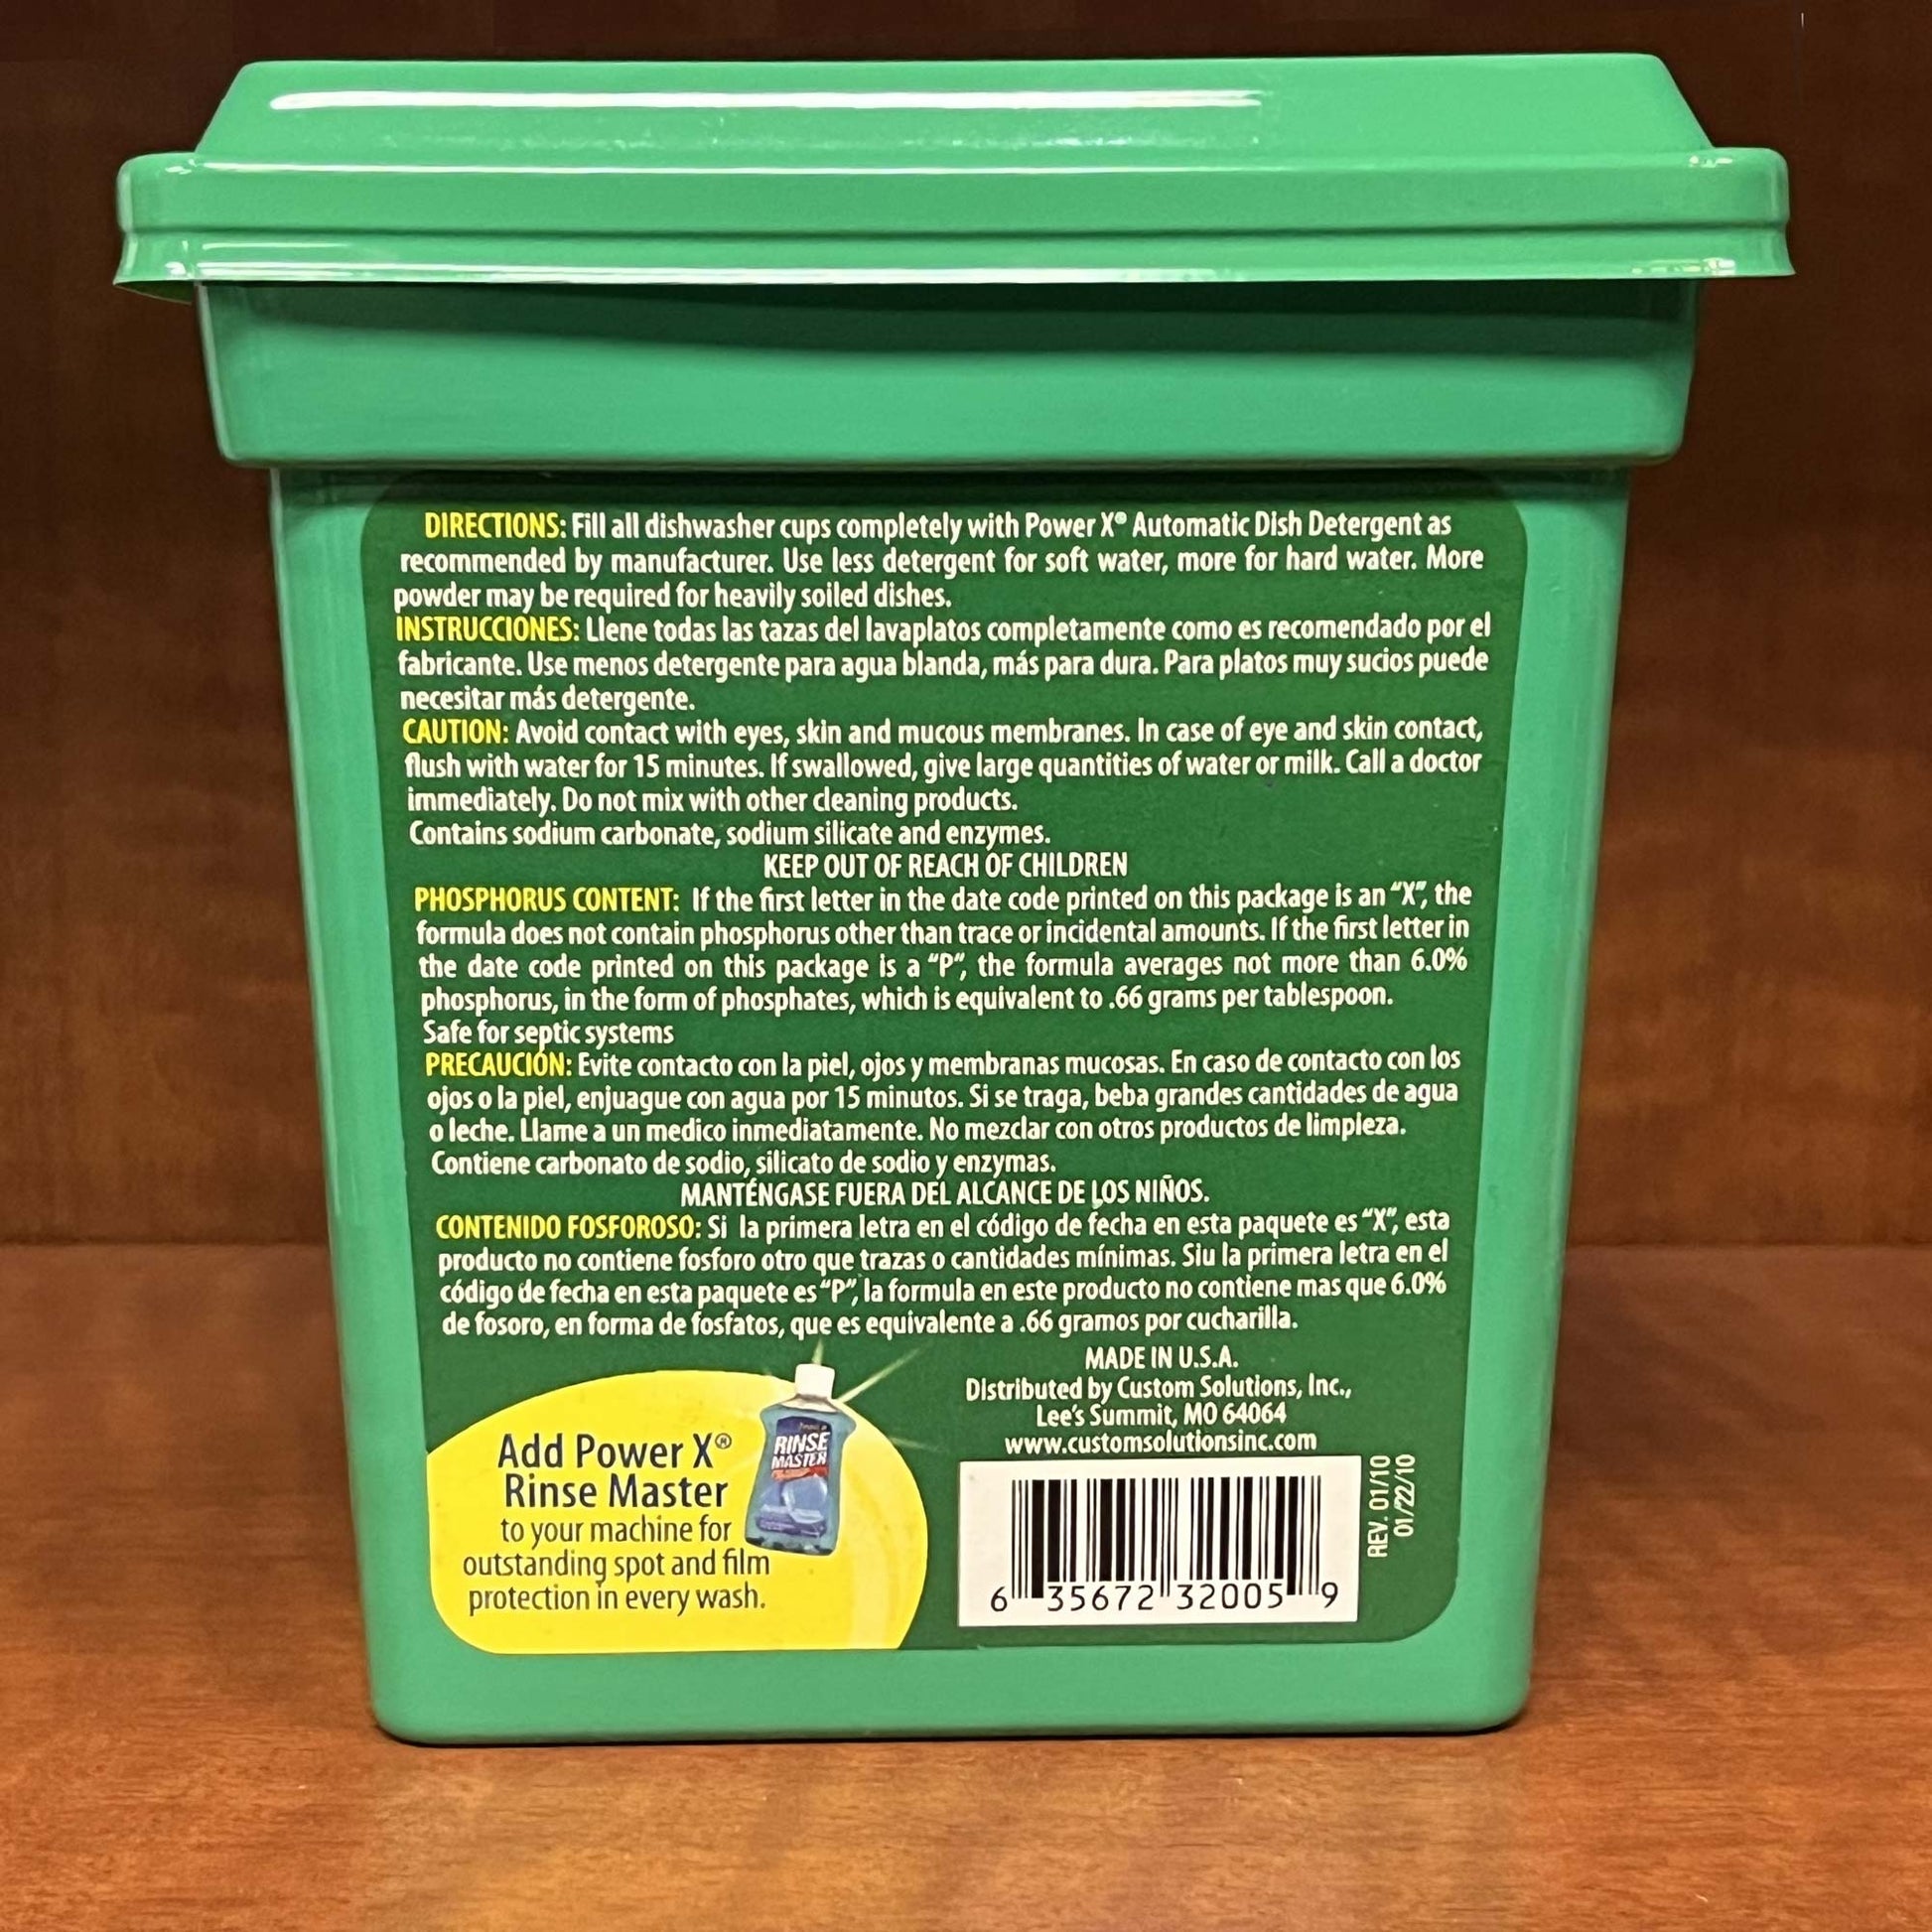 DIRECTIONS: Fill all dishwasher cups completely with Power X® Automatic Dish Detergent as
recommended by manufacturer. Use less detergent for soft water, more for hard water. More
powder may be required for heavily soiled dishes.
INSTRUCCIÓNES: Llene todas las tazas del lavaplatos completamente como es recomendado por el
fabricante. Use menos detergente para agua blanda, más para dura. Para platos muy sucios puede
necesitar más detergente.
CAUTION: Avoid contact with eyes, skin and mucous membranes. In case of eye and skin contact,
flush with water for 15 minutes. If swallowed, give large quantities of water or milk. Call a doctor
immediately. Do not mix with other cleaning products.
Contains sodium carbonate, sodium silicate and enzymes.
KEEP OUT OF REACH OF CHILDREN
PHOSPHORUS CONTENT: If the first letter in the date code printed on this package is an “X”, the
formula does not contain phosphorus other than trace or incidental amounts. If the first letter in
the date code printed on this package is a “P”, the formula averages not more than 6.0%
phosphorus, in the form of phosphates, which is equivalent to .66 grams per tablespoon.
Safe for septic systems
PRECAUCIÓN: Evite contacto con la piel, ojos y membranas mucosas. En caso de contacto con los
ojos o la piel, enjuague con agua por 15 minutos. Si se traga, beba grandes cantidades de agua
o leche. Llame a un medico inmediatamente. No mezclar con otros productos de limpieza.
Contiene carbonato de sodio, silicato de sodio y enzymas.
MANTÉNGASE FUERA DEL ALCANCE DE LOS NIÑOS.
CONTENIDO FOSFOROSO: Si la primera letra en el código de fecha en esta paquete es “X”, esta
producto no contiene fosforo otro que trazas o cantidades mínimas. Siu la primera letra en el
código de fecha en esta paquete es “P”, la formula en este producto no contiene mas que 6.0%
de fosoro, en forma de fosfatos, que es equivalente a .66 gramos por cucharilla.
MADE IN U.S.A.
Distributed by Custom Solutions, Inc.,
Lee's Summit, MO 64064
www.customsolutionsinc.com
Add Power X®
Rinse Master
to your machine for
outstanding spot and film
protection in every wash.
RINSE
MASTER
6 35672 32005 9
REV. 01/10
01/22/10